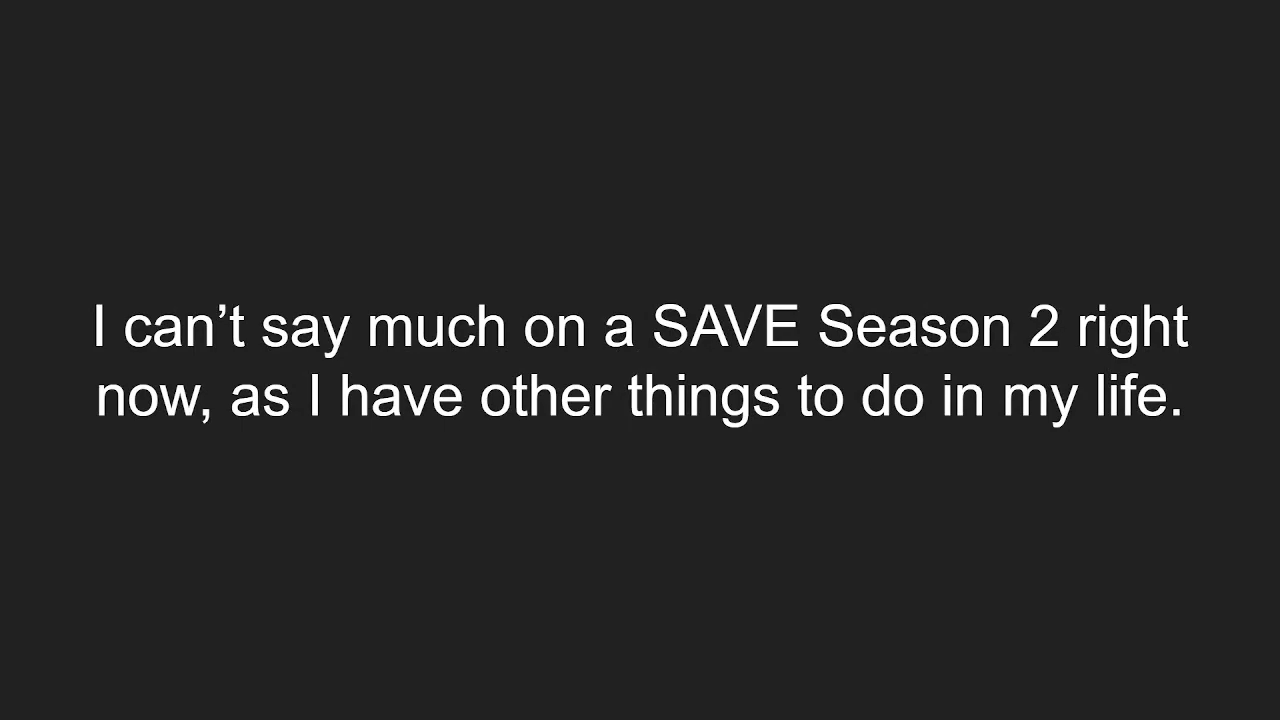 I can’t say much on a SAVE Season 2 right
now, as I have other things to do in my life.